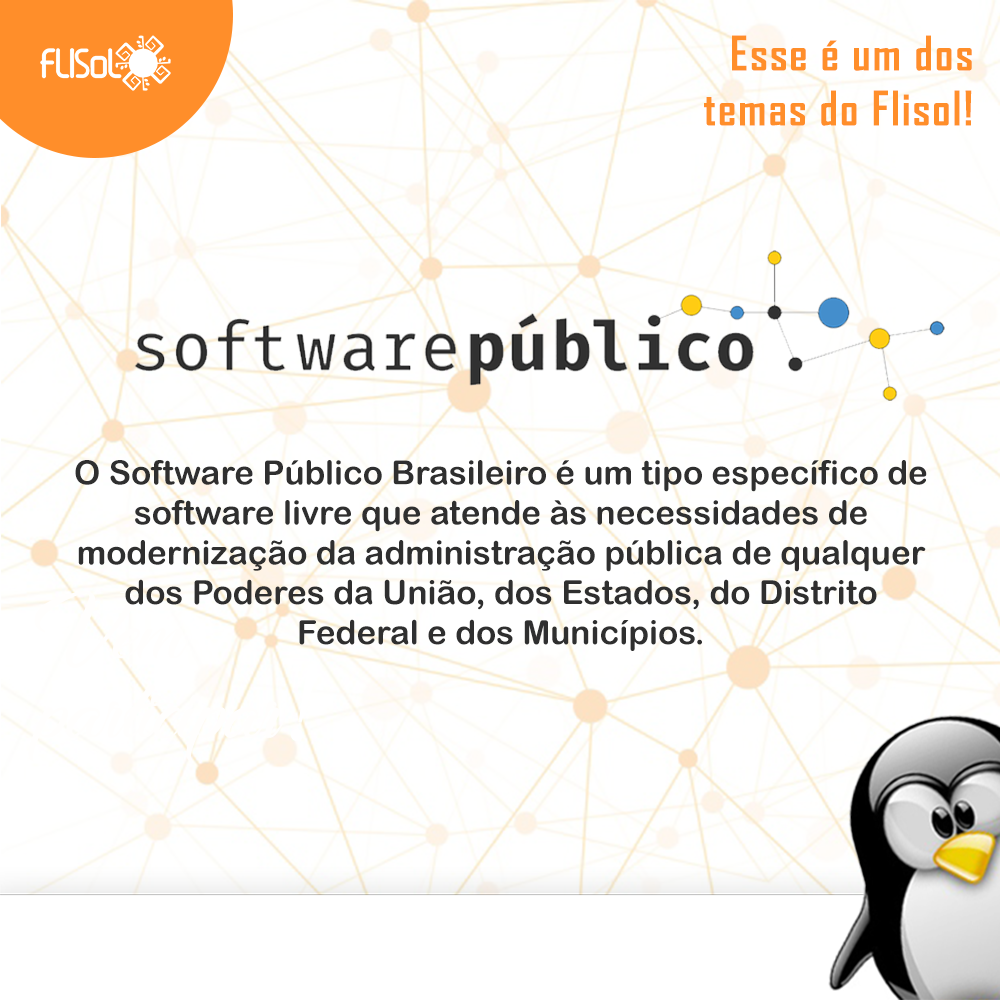 FLISoL
Esse é um dos
temas do Flisol!
softwarepúblico.
O Software Público Brasileiro é um tipo específico de
software livre que atende às necessidades de
modernização da administração pública de qualquer
dos Poderes da União, dos Estados, do Distrito
Federal e dos Municípios.